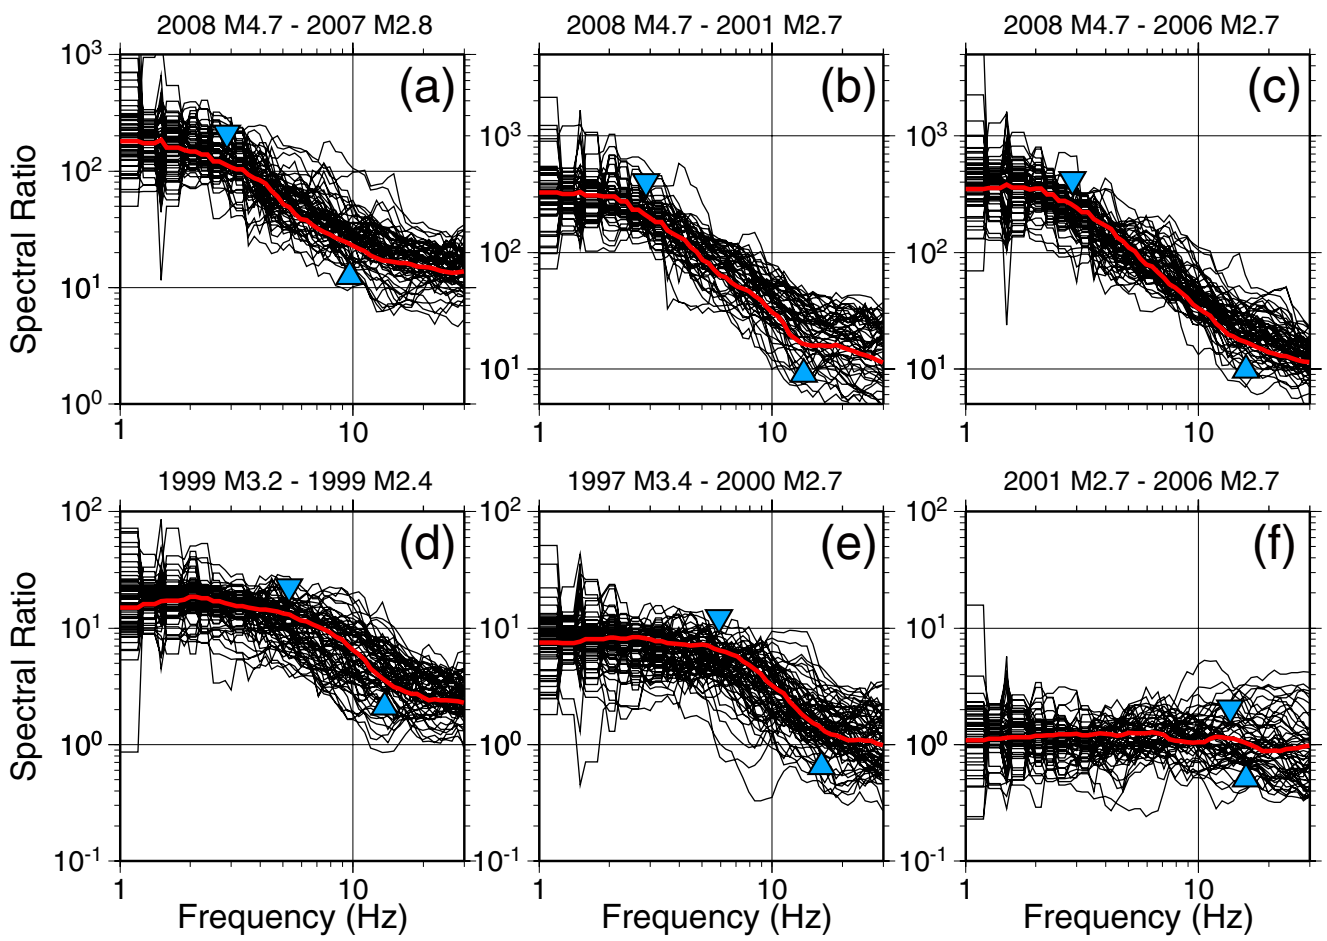 2008 M4.7 - 2007 M2.8
2008 M4.7 - 2001 M2.7
2008 M4.7 - 2006 M2.7
10³
10²
10¹
10⁰
Spectral Ratio
(a)
1
10
10³
10²
10¹
(b)
1
10
10³
10²
10¹
(c)
1
10
1999 M3.2 - 1999 M2.4
1997 M3.4 - 2000 M2.7
2001 M2.7 - 2006 M2.7
10²
10¹
10⁰
10⁻¹
Spectral Ratio
(d)
1
10
Frequency (Hz)
10²
10¹
10⁰
10⁻¹
(e)
1
10
Frequency (Hz)
10²
10¹
10⁰
10⁻¹
(f)
1
10
Frequency (Hz)